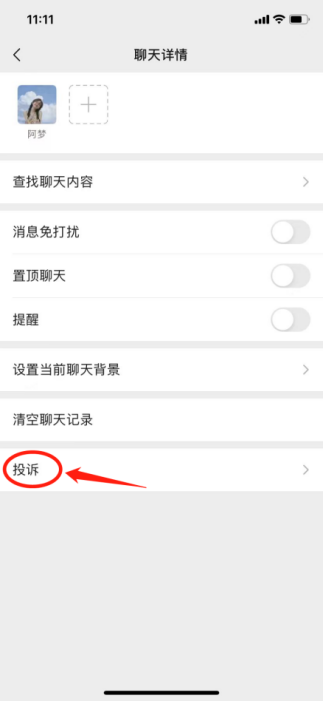 11:11
聊天详情
阿梦
查找聊天内容
消息免打扰
置顶聊天
提醒
设置当前聊天背景
清空聊天记录
投诉